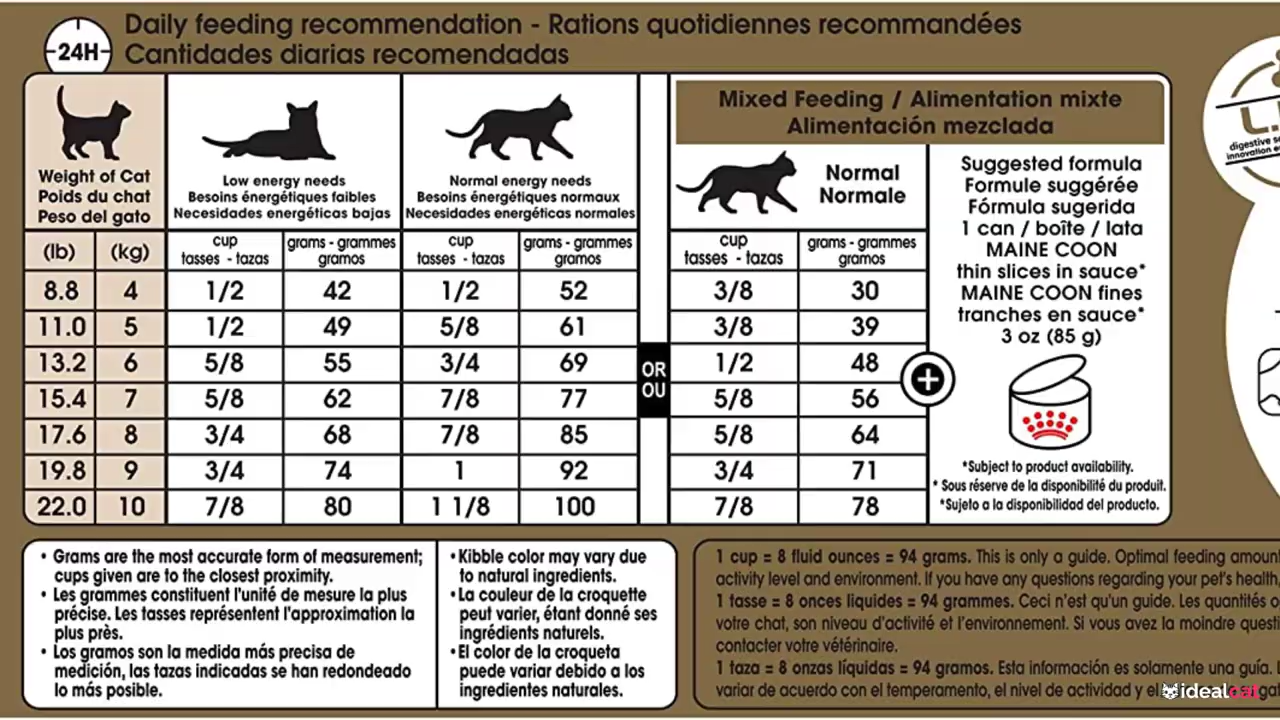 24H
Daily feeding recommendation - Rations quotidiennes recommandées
Cantidades diarias recomendadas
Weight of Cat
Poids du chat
Peso del gato
Low energy needs
Besoins énergétiques faibles
Necesidades energéticas bajas
Normal energy needs
Besoins énergétiques normaux
Necesidades energéticas normales
Mixed Feeding / Alimentation mixte
Alimentación mezclada
Normal
Normale
Suggested formula
Formule suggérée
Fórmula sugerida
1 can / boîte / lata
MAINE COON
thin slices in sauce*
MAINE COON fines
tranches en sauce*
3 oz (85 g)
*Subject to product availability.
* Sous réserve de la disponibilité du produit.
*Sujeto a la disponibilidad del producto.
(lb) (kg) cup tasses - tazas grams - grammes gramos cup tasses - tazas grams - grammes gramos cup tasses - tazas grams - grammes gramos
8.8 4 1/2 42 1/2 52 3/8 30
11.0 5 1/2 49 5/8 61 3/8 39
13.2 6 5/8 55 3/4 69 1/2 48
15.4 7 5/8 62 7/8 77 5/8 56
17.6 8 3/4 68 7/8 85 5/8 64
19.8 9 3/4 74 1 92 3/4 71
22.0 10 7/8 80 1 1/8 100 7/8 78
OR
OU
+
• Grams are the most accurate form of measurement;
cups given are to the closest proximity.
• Les grammes constituent l'unité de mesure la plus
précise. Les tasses représentent l'approximation la
plus près.
• Los gramos son la medida más precisa de
medición, las tazas indicadas se han redondeado
lo más posible.
• Kibble color may vary due
to natural ingredients.
• La couleur de la croquette
peut varier, étant donné ses
ingrédients naturels.
• El color de la croqueta
puede variar debido a los
ingredientes naturales.
1 cup = 8 fluid ounces = 94 grams. This is only a guide. Optimal feeding
activity level and environment. If you have any questions regarding your pet's health,
1 tasse = 8 onces liquides = 94 grammes. Ceci n'est qu'un guide. Les quantités
votre chat, son niveau d'activité et l'environnement. Si vous avez la moindre
contacter votre vétérinaire.
1 taza = 8 onzas líquidas = 94 gramos. Esta información es solamente una guía.
variar de acuerdo con el temperamento, el nivel de actividad y el
digestive
innovation
idealcat